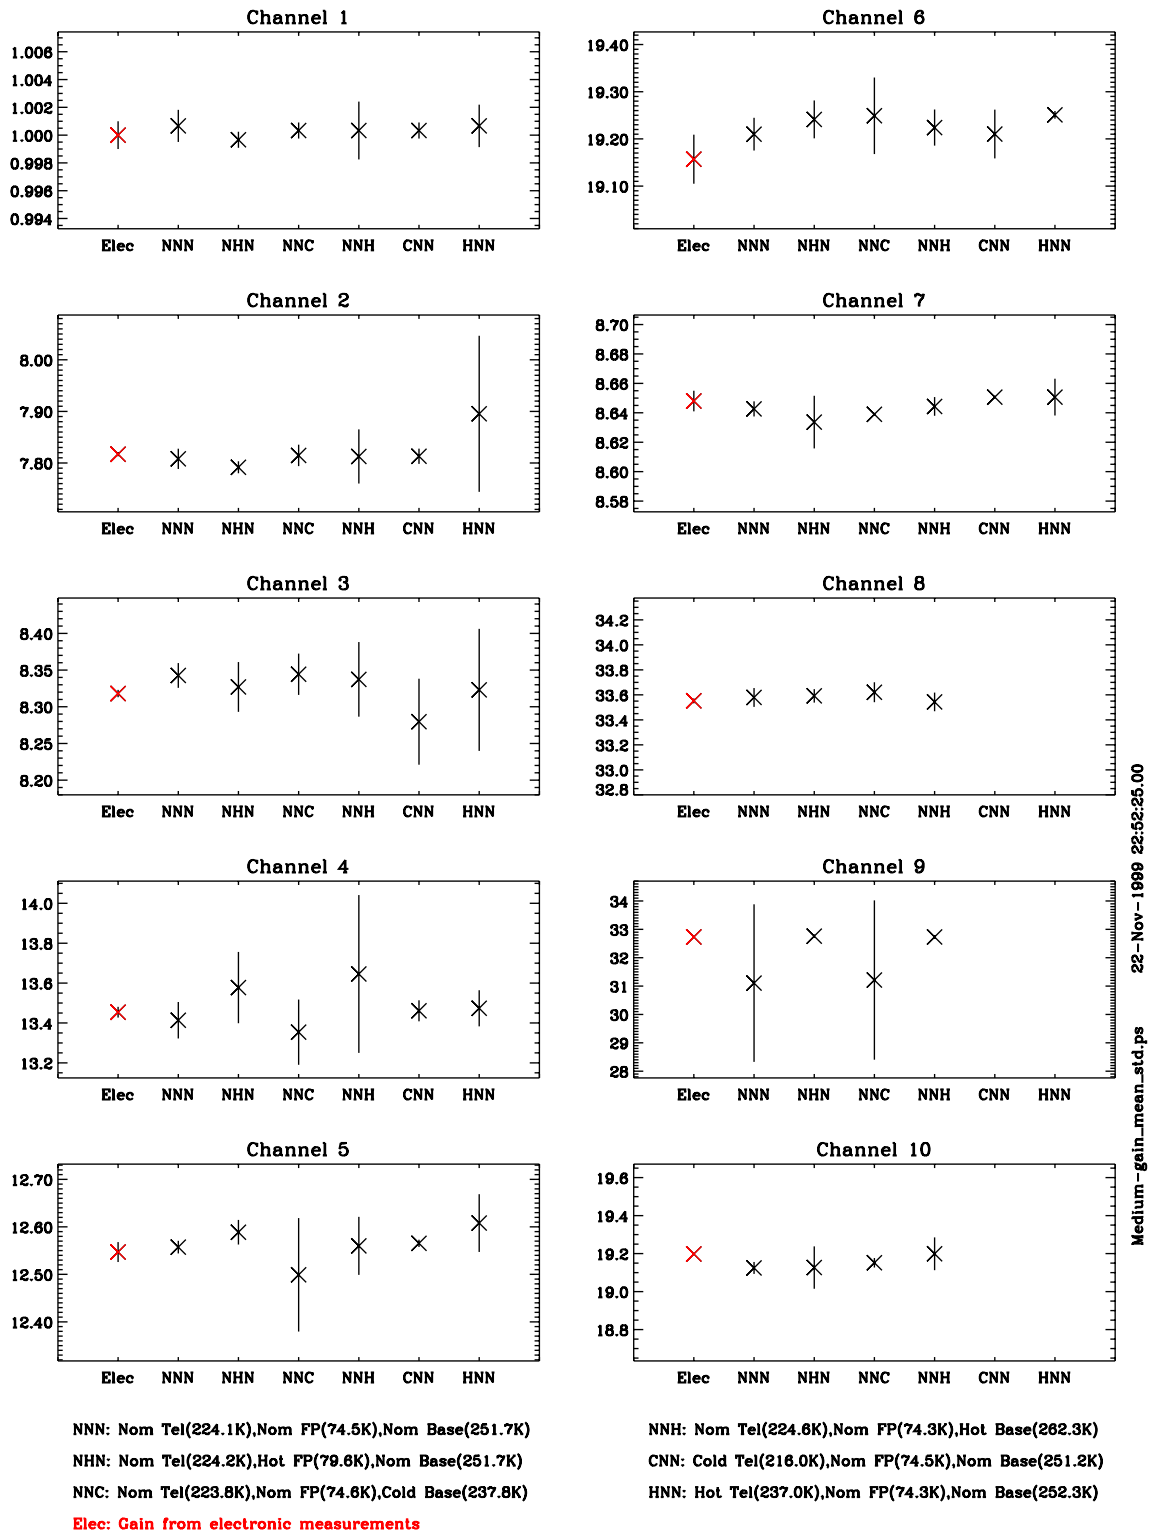 Channel 1
1.006
1.004
1.002
1.000
0.998
0.996
0.994
Elec NNN NHN NNC NNH CNN HNN
Channel 6
19.40
19.30
19.20
19.10
Elec NNN NHN NNC NNH CNN HNN
Channel 2
8.00
7.90
7.80
Elec NNN NHN NNC NNH CNN HNN
Channel 7
8.70
8.68
8.66
8.64
8.62
8.60
8.58
Elec NNN NHN NNC NNH CNN HNN
Channel 3
8.40
8.35
8.30
8.25
8.20
Elec NNN NHN NNC NNH CNN HNN
Channel 8
34.2
34.0
33.8
33.6
33.4
33.2
33.0
32.8
Elec NNN NHN NNC NNH CNN HNN
Channel 4
14.0
13.8
13.6
13.4
13.2
Elec NNN NHN NNC NNH CNN HNN
Channel 9
34
33
32
31
30
29
28
Elec NNN NHN NNC NNH CNN HNN
Channel 5
12.70
12.60
12.50
12.40
Elec NNN NHN NNC NNH CNN HNN
Channel 10
19.6
19.4
19.2
19.0
18.8
Elec NNN NHN NNC NNH CNN HNN
NNN: Nom Tel(224.1K),Nom FP(74.5K),Nom Base(251.7K)
NHN: Nom Tel(224.2K),Hot FP(79.6K),Nom Base(251.7K)
NNC: Nom Tel(223.8K),Nom FP(74.6K),Cold Base(237.8K)
Elec: Gain from electronic measurements
NNH: Nom Tel(224.6K),Nom FP(74.3K),Hot Base(262.3K)
CNN: Cold Tel(216.0K),Nom FP(74.5K),Nom Base(251.2K)
HNN: Hot Tel(237.0K),Nom FP(74.3K),Nom Base(252.3K)
Medium-gain_mean_std.ps 22-Nov-1999 22:52:25.00